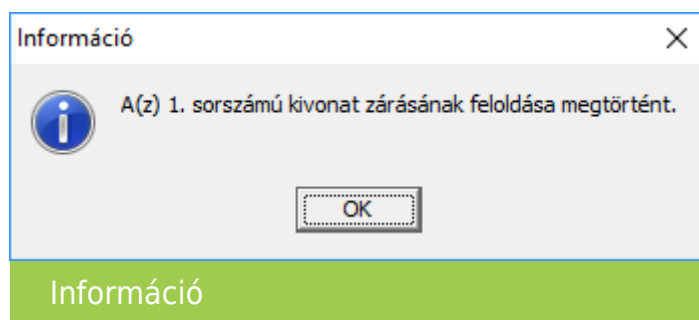 Információ
A(z) 1. sorszámú kivonat zárásának feloldása megtörtént.
OK
Információ